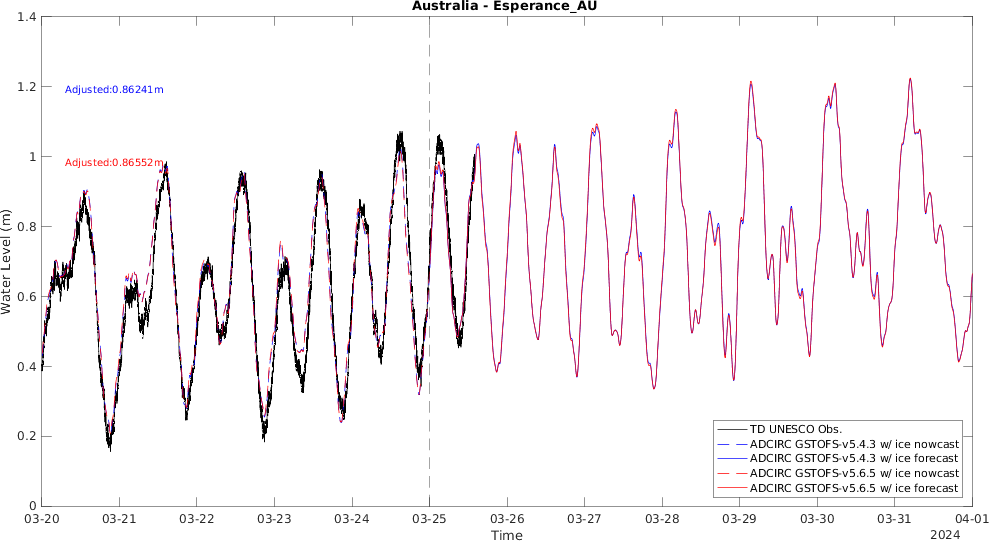 Australia - Esperance_AU
1.4
1.2
1
0.8
0.6
0.4
0.2
0
Water Level (m)
Adjusted:0.86241m
Adjusted:0.86552m
TD UNESCO Obs.
ADCIRC GSTOFS-v5.4.3 w/ ice nowcast
ADCIRC GSTOFS-v5.4.3 w/ ice forecast
ADCIRC GSTOFS-v5.6.5 w/ ice nowcast
ADCIRC GSTOFS-v5.6.5 w/ ice forecast
03-20 03-21 03-22 03-23 03-24 03-25 03-26 03-27 03-28 03-29 03-30 03-31 04-01
Time
2024